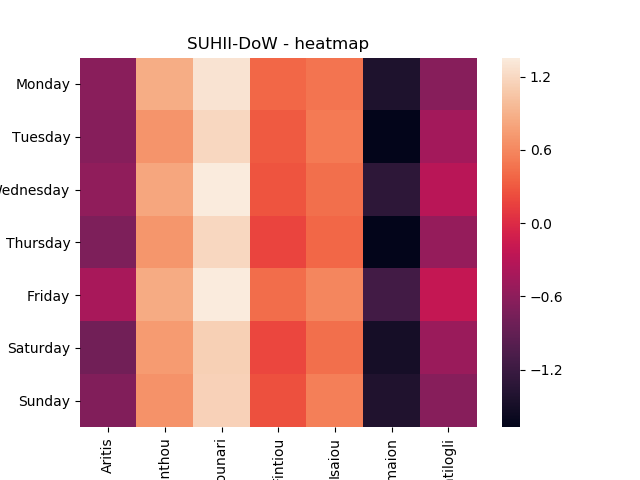 SUHII-DoW - heatmap
Monday
Tuesday
Wednesday
Thursday
Friday
Saturday
Sunday
1.2
0.6
0.0
−0.6
−1.2
Aritis
nthou
ounari
intiou
Isaiou
maion
tilogli